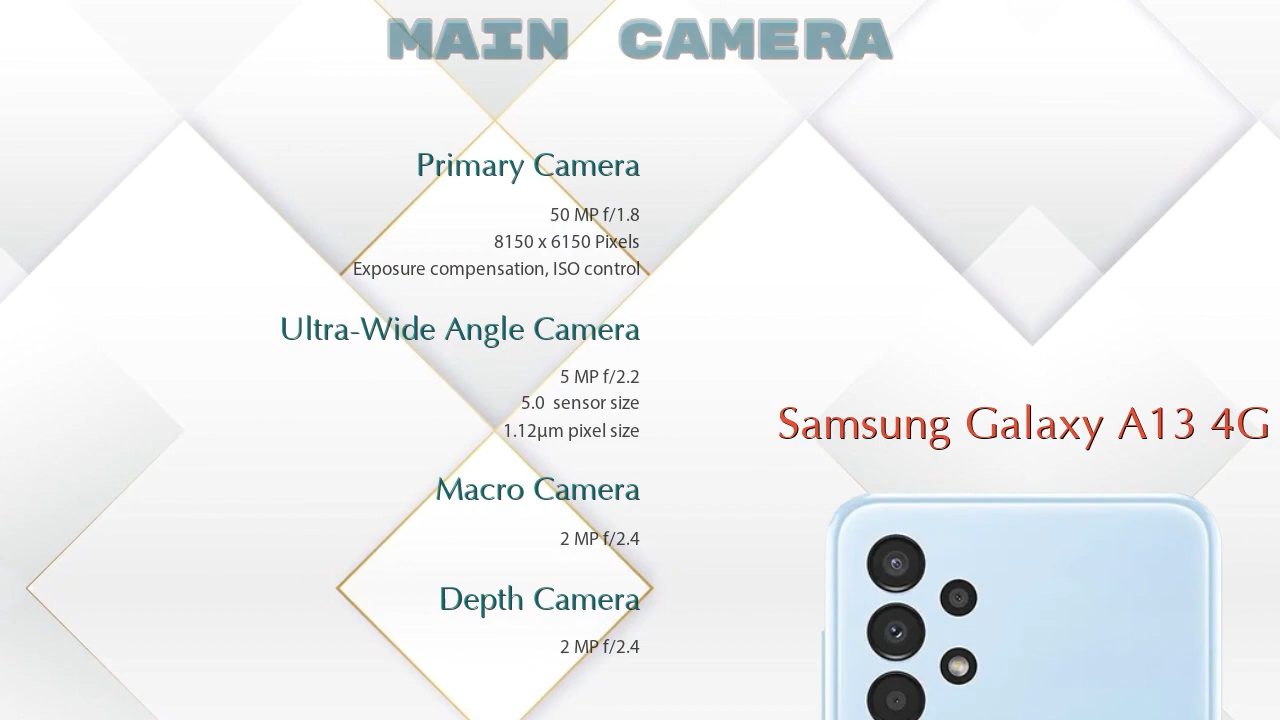 MAIN CAMERA
Primary Camera
50 MP f/1.8
8150 x 6150 Pixels
Exposure compensation, ISO control
Ultra-Wide Angle Camera
5 MP f/2.2
5.0  sensor size
1.12µm pixel size
Macro Camera
2 MP f/2.4
Depth Camera
2 MP f/2.4
Samsung Galaxy A13 4G